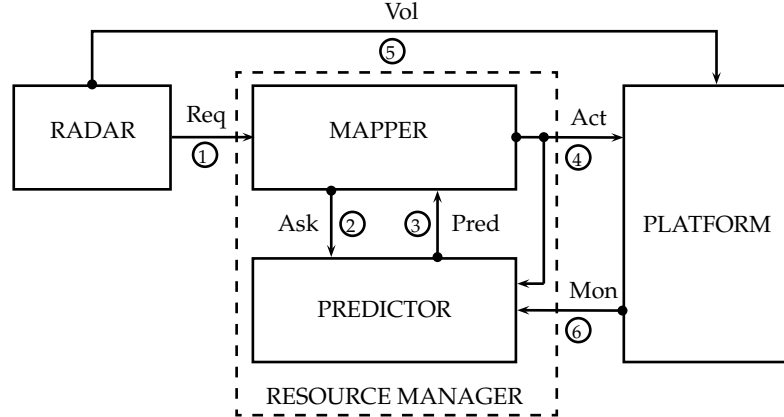 Vol
5
RADAR
Req
1
MAPPER
Act
4
Ask
2
3
Pred
PLATFORM
PREDICTOR
Mon
6
RESOURCE MANAGER